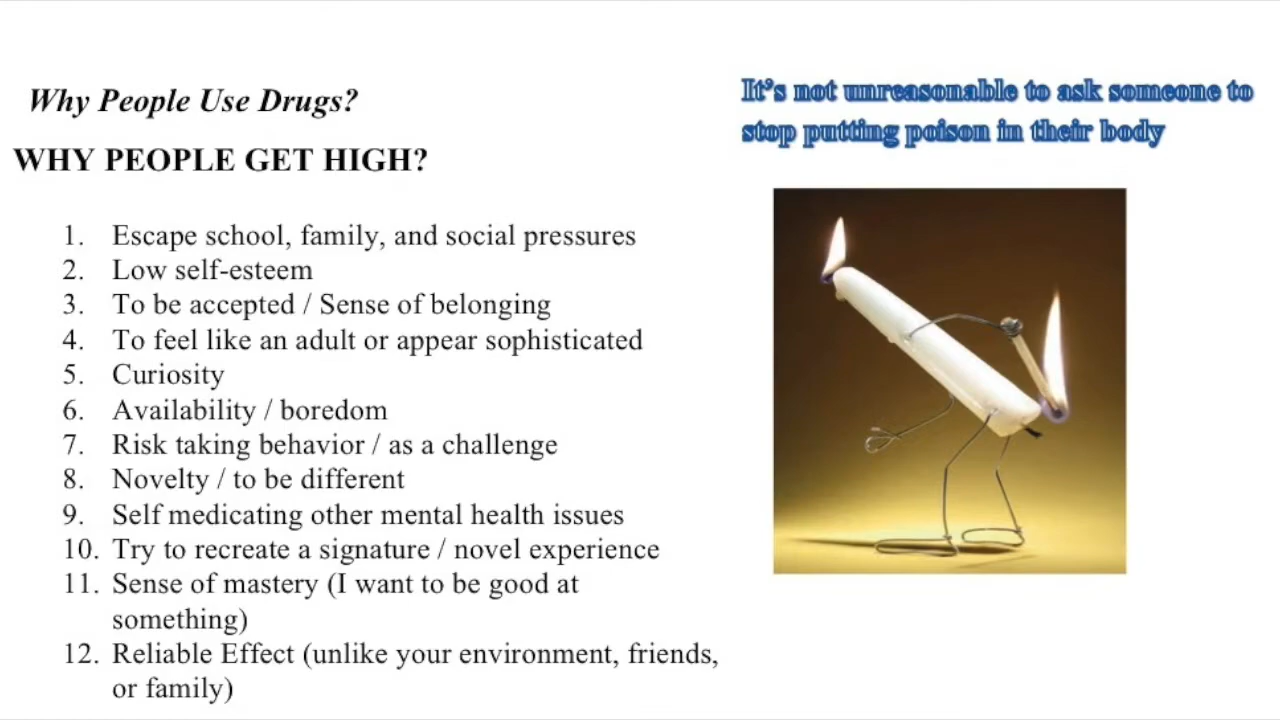 Why People Use Drugs?
WHY PEOPLE GET HIGH?
1. Escape school, family, and social pressures
2. Low self-esteem
3. To be accepted / Sense of belonging
4. To feel like an adult or appear sophisticated
5. Curiosity
6. Availability / boredom
7. Risk taking behavior / as a challenge
8. Novelty / to be different
9. Self medicating other mental health issues
10. Try to recreate a signature / novel experience
11. Sense of mastery (I want to be good at
something)
12. Reliable Effect (unlike your environment, friends,
or family)
It's not unreasonable to ask someone to
stop putting poison in their body